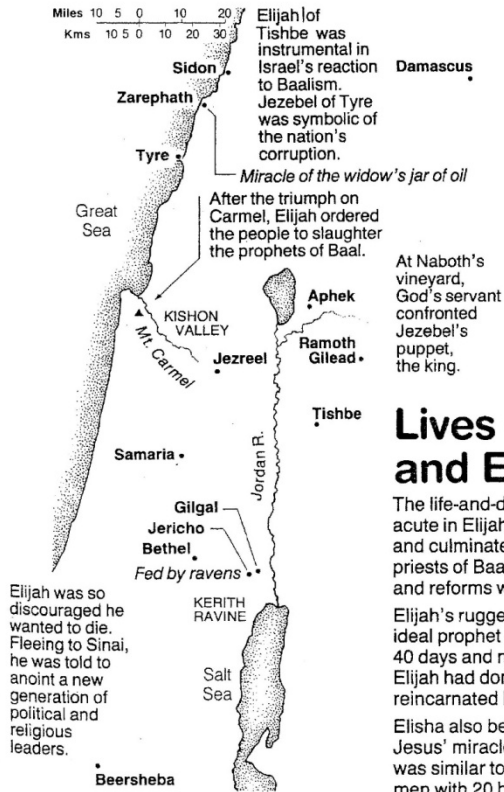 Miles 10 5 0 10 20
Kms 10 5 0 10 20 30
Elijah of
Tishbe was
instrumental in
Israel's reaction
to Baalism.
Jezebel of Tyre
was symbolic of
the nation's
corruption.
Sidon
Damascus
Zarephath
Tyre
Miracle of the widow's jar of oil
After the triumph on
Carmel, Elijah ordered
the people to slaughter
the prophets of Baal.
Great
Sea
At Naboth's
vineyard,
God's servant
confronted
Jezebel's
puppet,
the king.
Aphek
KISHON
VALLEY
Mt. Carmel
Jezreel
Ramoth
Gilead
Tishbe
Jordan R.
Samaria
Gilgal
Jericho
Bethel
Fed by ravens
KERITH
RAVINE
Elijah was so
discouraged he
wanted to die.
Fleeing to Sinai,
he was told to
anoint a new
generation of
political and
religious
leaders.
Salt
Sea
Beersheba
Lives
and E
The life-and-d
acute in Elijah
and culminate
priests of Baa
and reforms w
Elijah's rugge
ideal prophet
40 days and n
Elijah had don
reincarnated
Elisha also be
Jesus' miracle
was similar to
men with 20 b